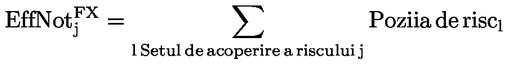 EffNot_j^FX = ∑_{l Setul de acoperire a riscului j} Poziia de risc_l